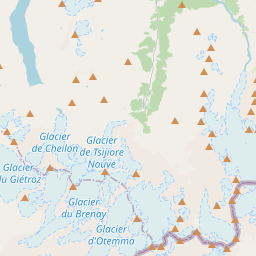 Glacier
de Cheilon
Glacier
de Tsijiore
Nouve
Glacier
du Giétroz
Glacier
du Brenay
Glacier
d'Otemma